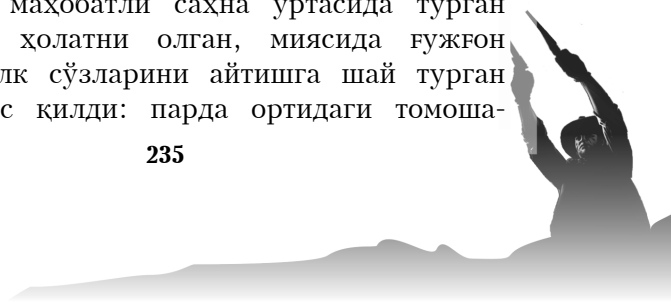 маҳобатли саҳна ўртасида турган
ҳолатни олган, миясида ғужғон
лк сўзларини айтишга шай турган
с қилди: парда ортидаги томоша-
235